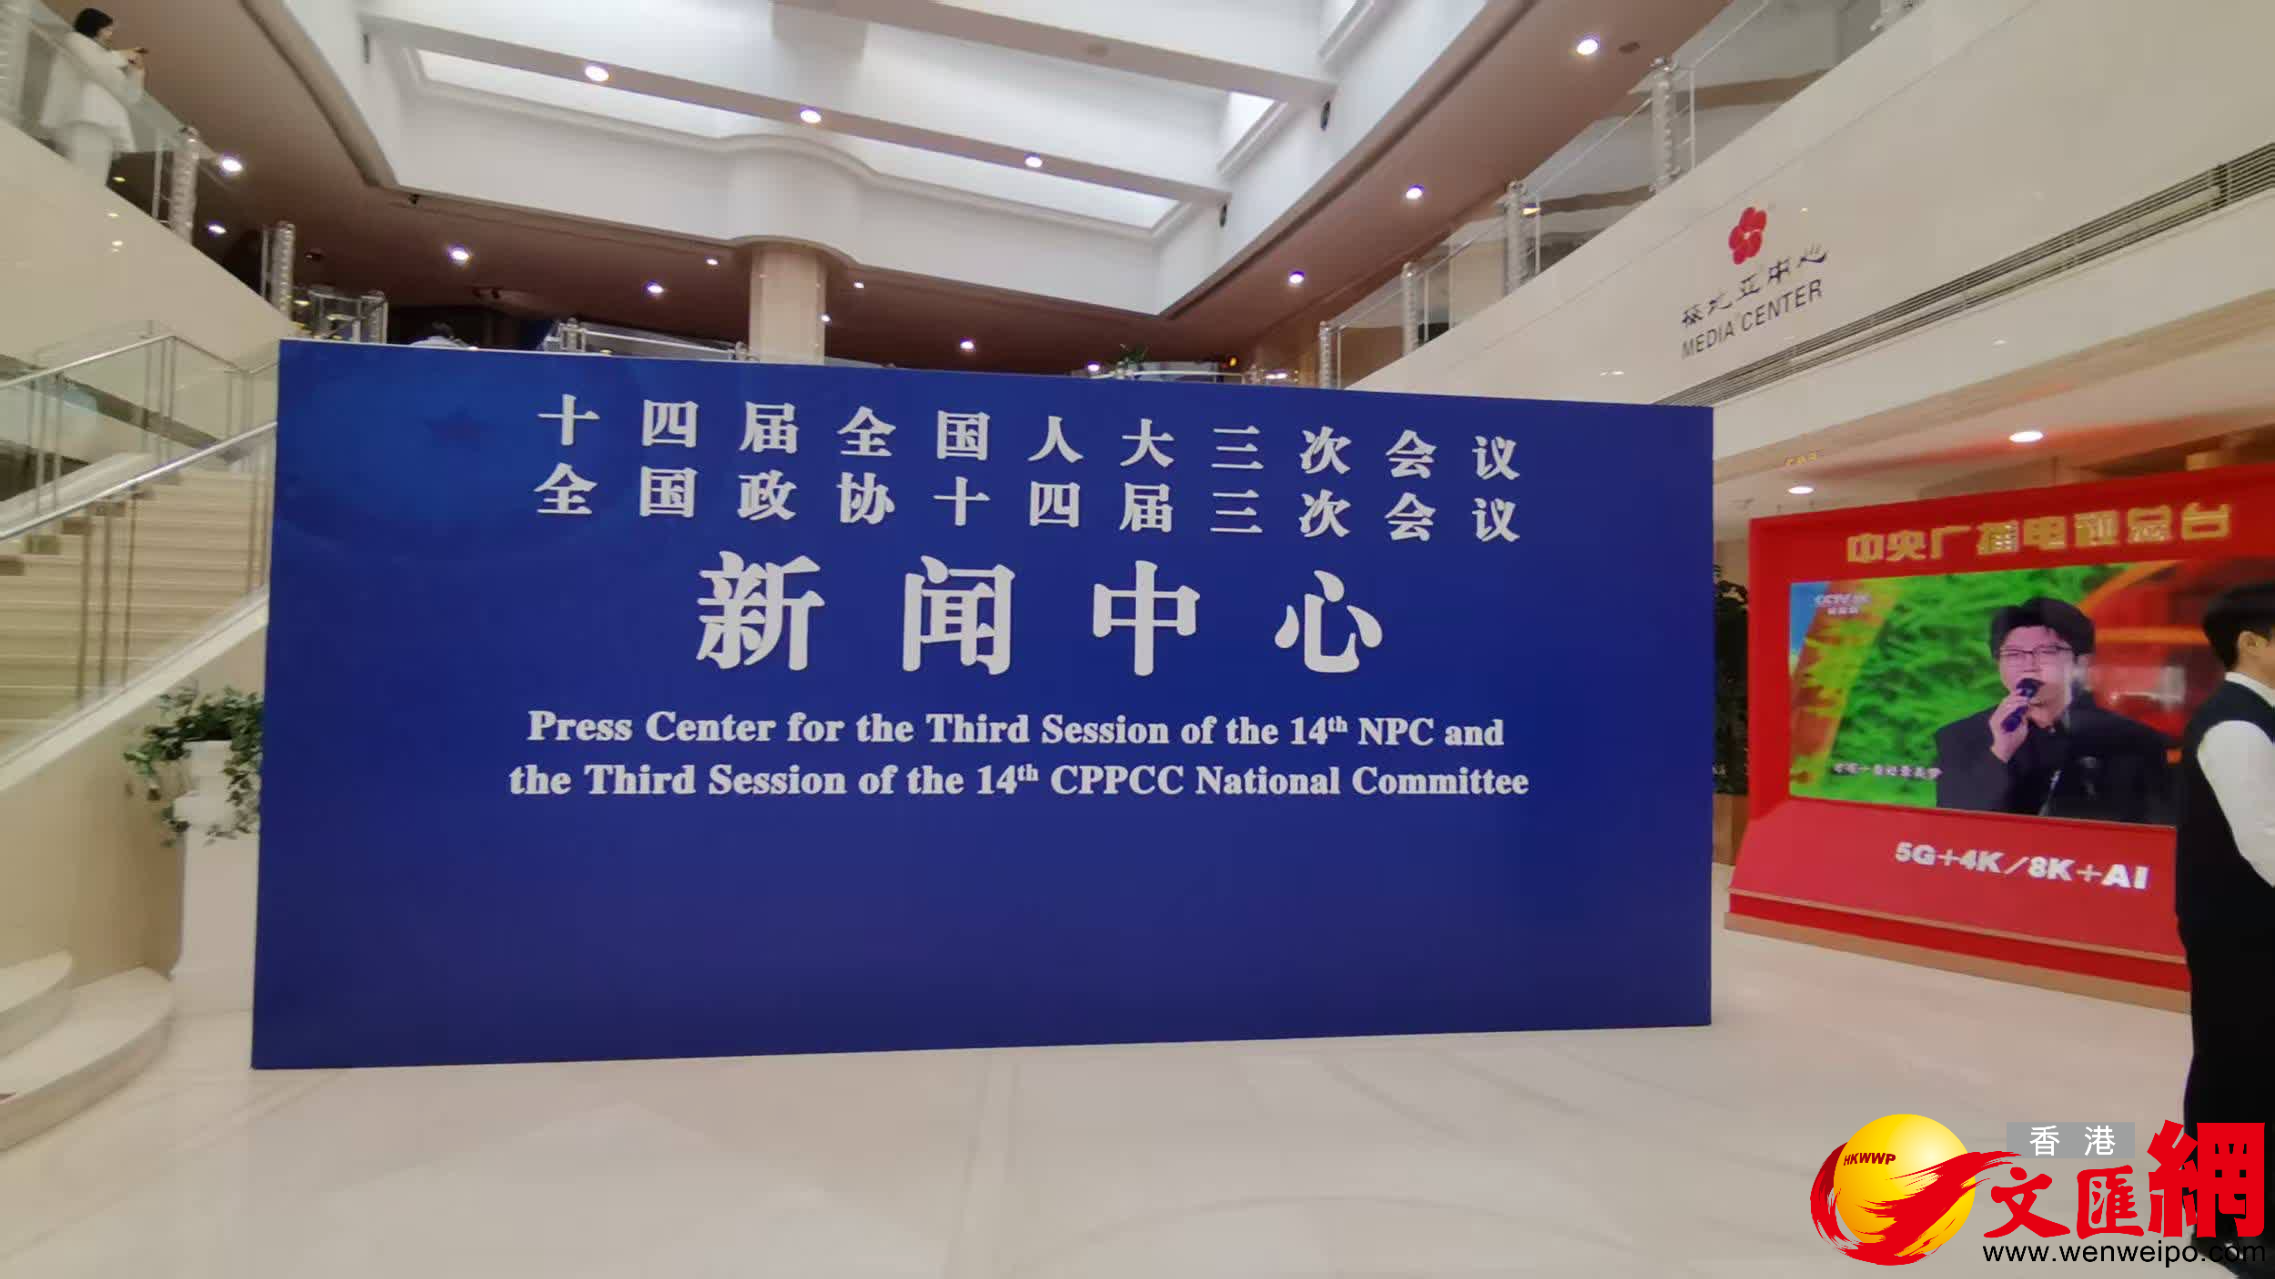 十四届全国人大三次会议
全国政协十四届三次会议
新闻中心
Press Center for the Third Session of the 14th NPC and
the Third Session of the 14th CPPCC National Committee
梅地亚中心
MEDIA CENTER
中央广播电视总台
5G+4K/8K+AI
HKWWP
香港
文匯網
www.wenweipo.com